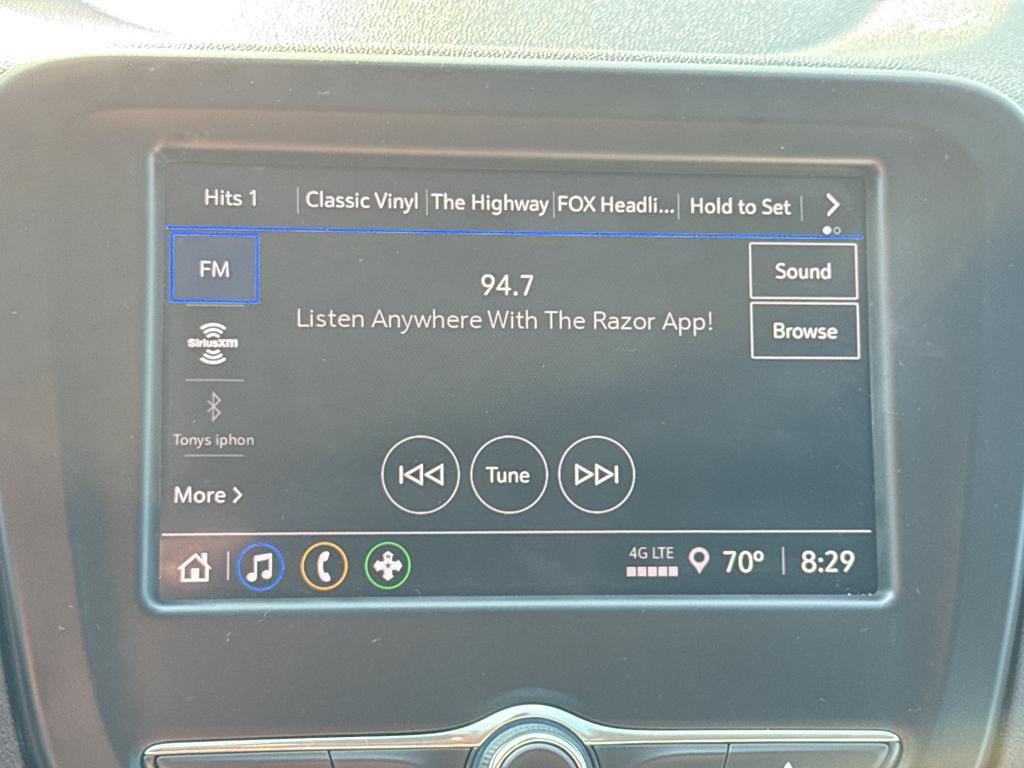 Hits 1 Classic Vinyl The Highway FOX Headli... Hold to Set
FM
94.7
Sound
Listen Anywhere With The Razor App!
Browse
SiriusXM
Tonys iphon
Tune
More
4G LTE
70° 8:29